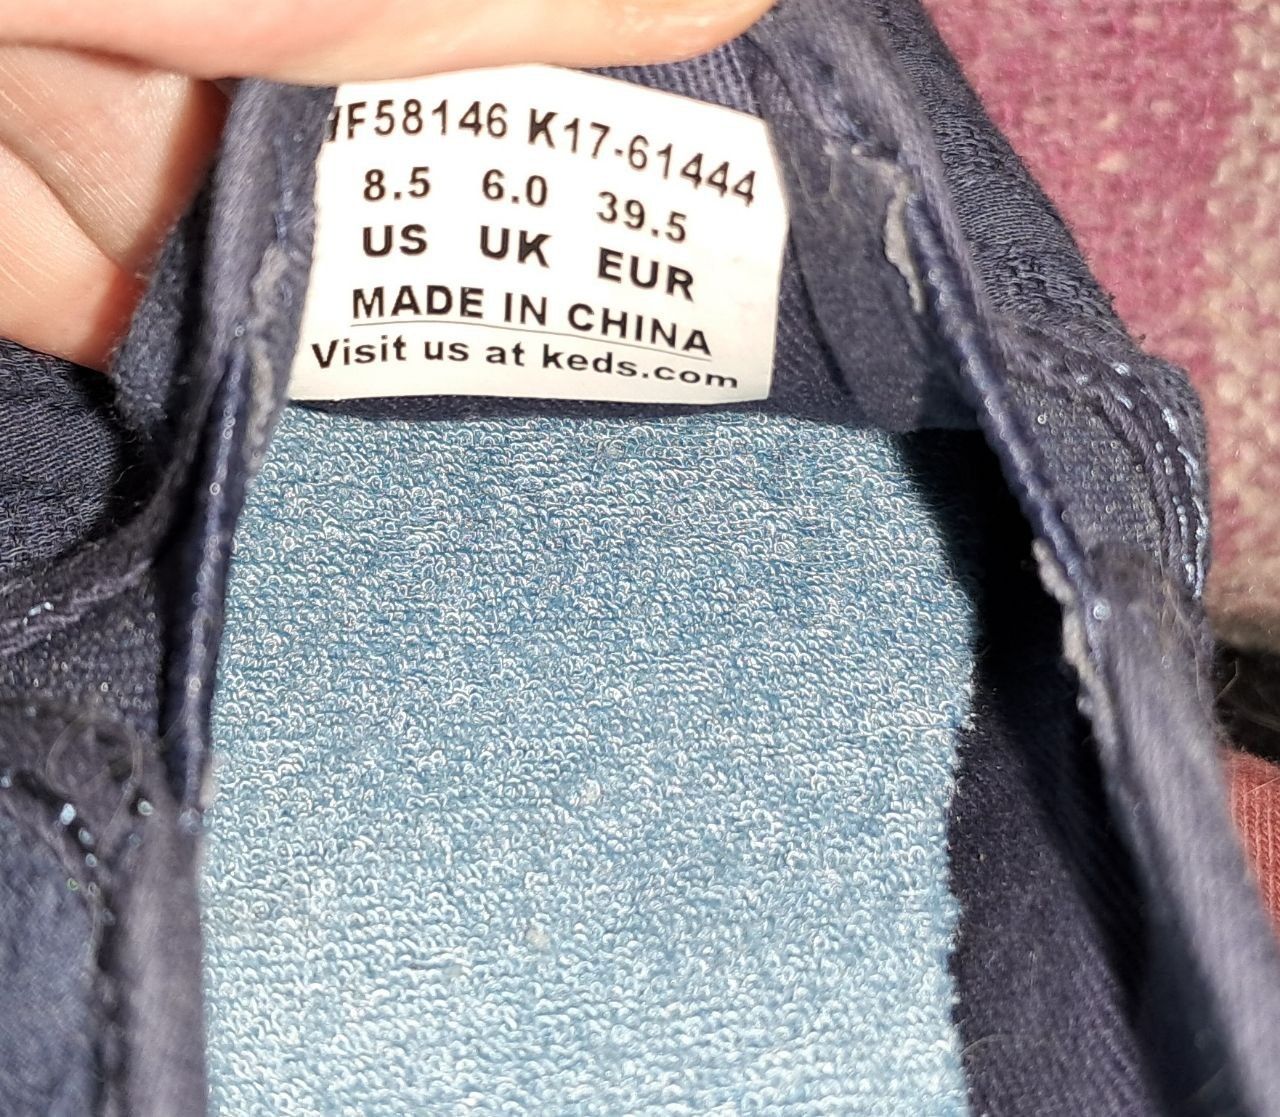 F58146 K17-61444
8.5 6.0 39.5
US UK EUR
MADE IN CHINA
Visit us at keds.com